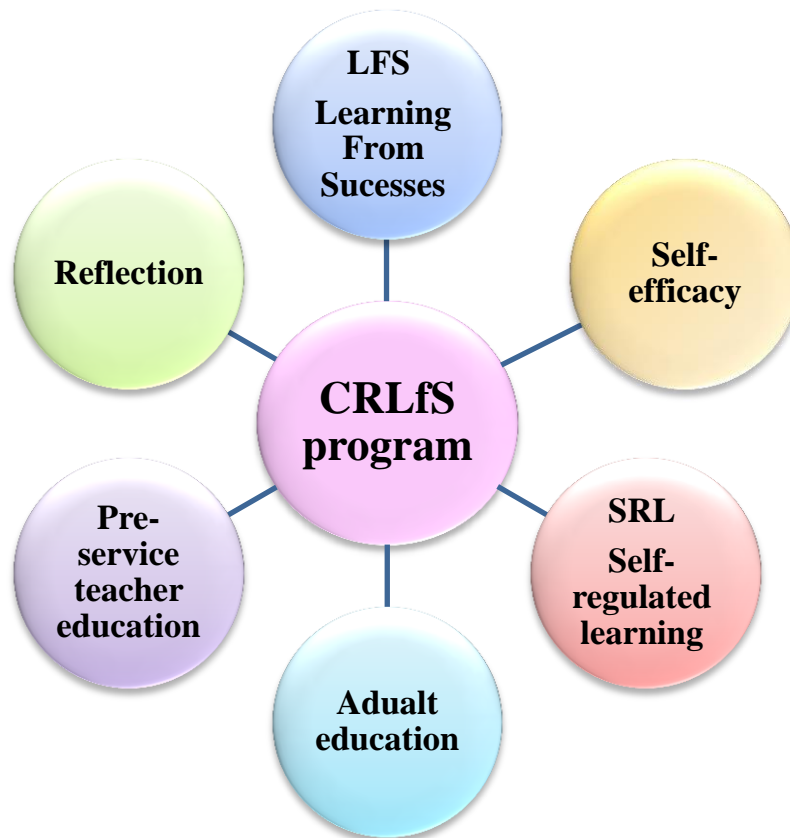 LFS
Learning
From
Sucesses
Reflection
Self-
efficacy
CRLfS
program
Pre-
service
teacher
education
SRL
Self-
regulated
learning
Adualt
education